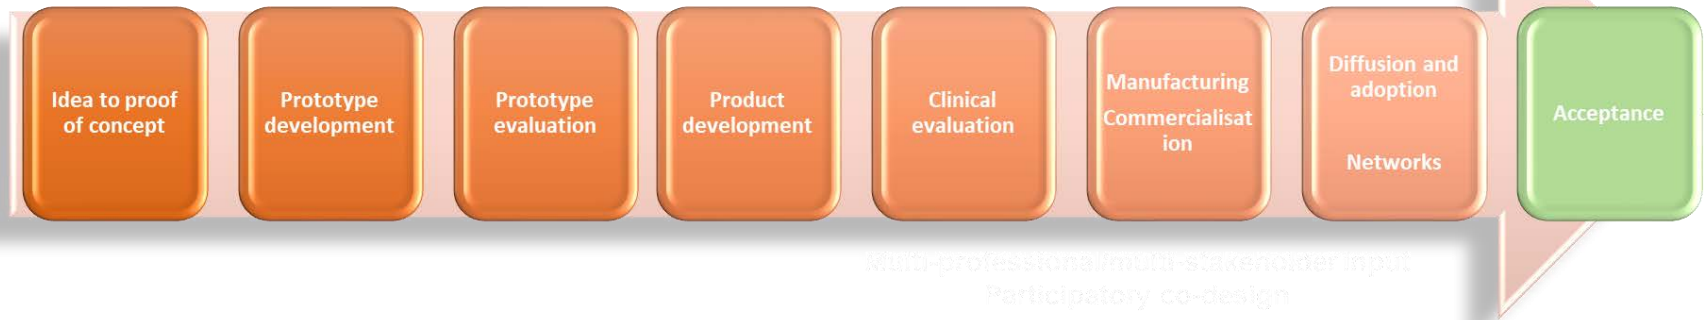 Idea to proof
of concept
Prototype
development
Prototype
evaluation
Product
development
Clinical
evaluation
Manufacturing
Commercialisat
ion
Diffusion and
adoption
Networks
Acceptance
Multi-professional/multi-stakeholder input
Participatory co-design